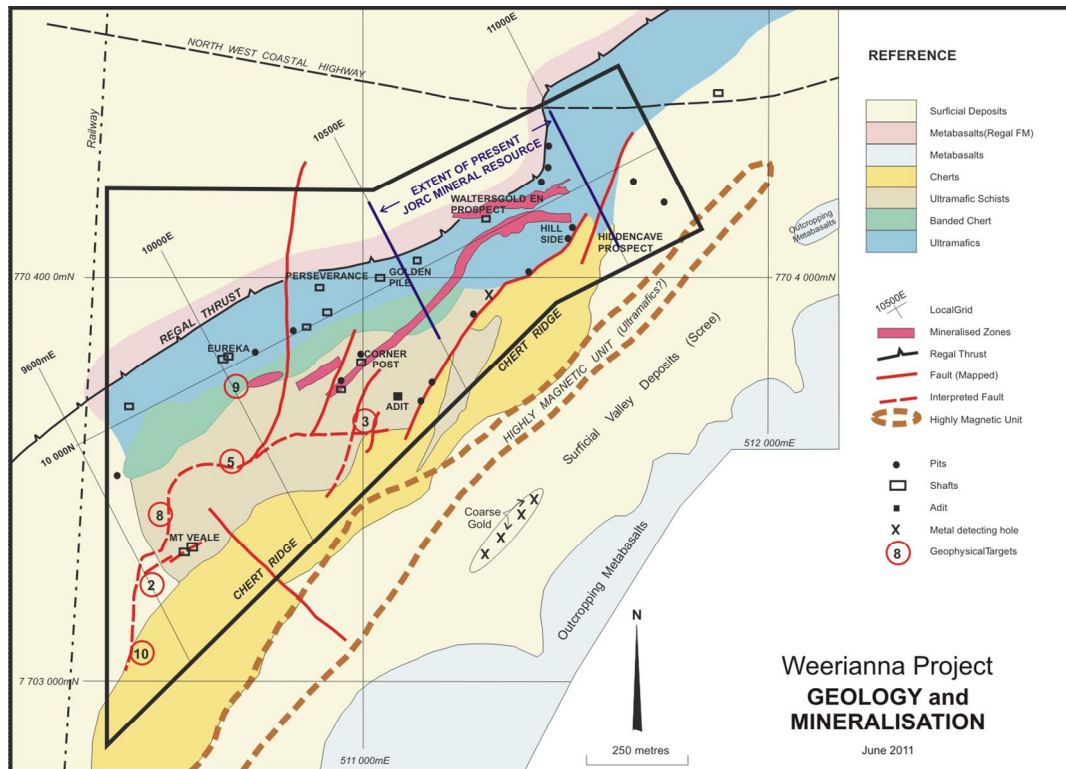 NORTH WEST COASTAL HIGHWAY
Railway
11000E
10500E
10000E
9600mE
10 000N
EXTENT OF PRESENT
JORC MINERAL RESOURCE
WALTERSGOLD EN
PROSPECT
HILL
SIDE
HIDDENCAVE
PROSPECT
Outcropping
Metabasalts
770 400 0mN
770 4 000mN
PERSEVERANCE
GOLDEN
PILE
REGAL THRUST
EUREKA
CORNER
POST
ADIT
9
3
5
8
MT VEALE
2
10
CHERT RIDGE
CHERT RIDGE
HIGHLY MAGNETIC UNIT (Ultramafics?)
Surficial Valley Deposits (Scree)
Coarse
Gold
Outcropping Metabasalts
512 000mE
7 703 000 mN
511 000mE
N
250 metres
REFERENCE
Surficial Deposits
Metabasalts(Regal FM)
Metabasalts
Cherts
Ultramafic Schists
Banded Chert
Ultramafics
10500E
LocalGrid
Mineralised Zones
Regal Thrust
Fault (Mapped)
Interpreted Fault
Highly Magnetic Unit
Pits
Shafts
Adit
X Metal detecting hole
8 GeophysicalTargets
Weerianna Project
GEOLOGY and
MINERALISATION
June 2011